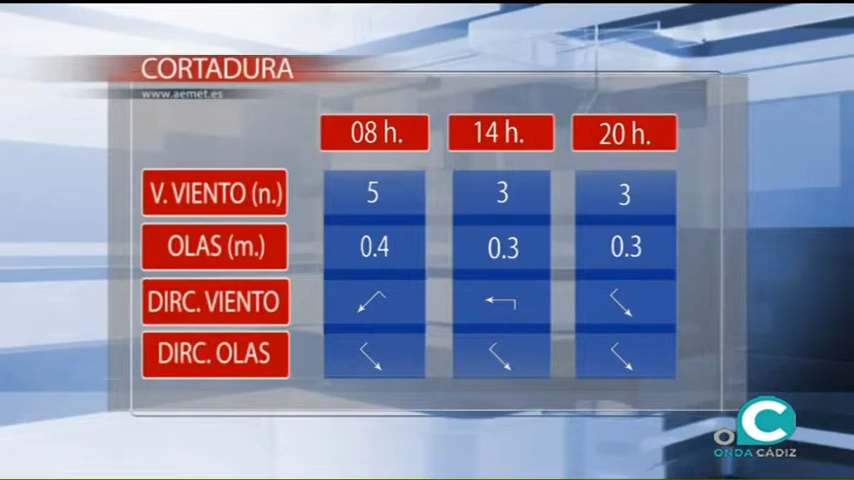 CORTADURA
www.aemet.es
08 h. 14 h. 20 h.
V. VIENTO (n.) 5 3 3
OLAS (m.) 0.4 0.3 0.3
DIRC. VIENTO
DIRC. OLAS
O C
ONDA CÁDIZ